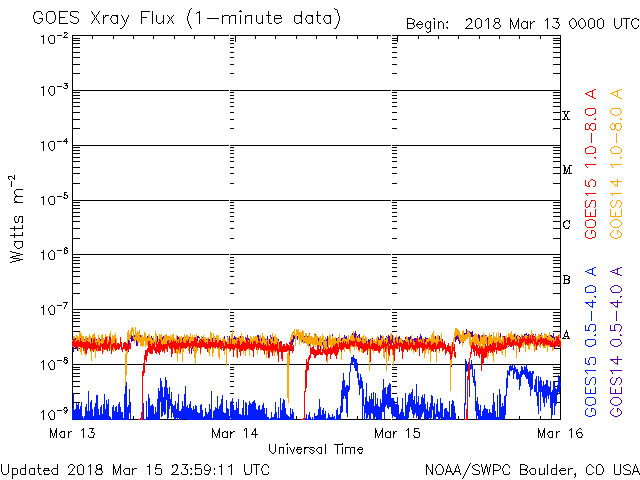 GOES Xray Flux (1-minute data)
Begin: 2018 Mar 13 0000 UTC
10⁻²
10⁻³
10⁻⁴
10⁻⁵
10⁻⁶
10⁻⁷
10⁻⁸
10⁻⁹
Watts m⁻²
X
M
C
B
A
GOES15 1.0-8.0 A
GOES14 1.0-8.0 A
GOES15 0.5-4.0 A
GOES14 0.5-4.0 A
Mar 13 Mar 14 Mar 15 Mar 16
Universal Time
Updated 2018 Mar 15 23:59:11 UTC
NOAA/SWPC Boulder, CO USA